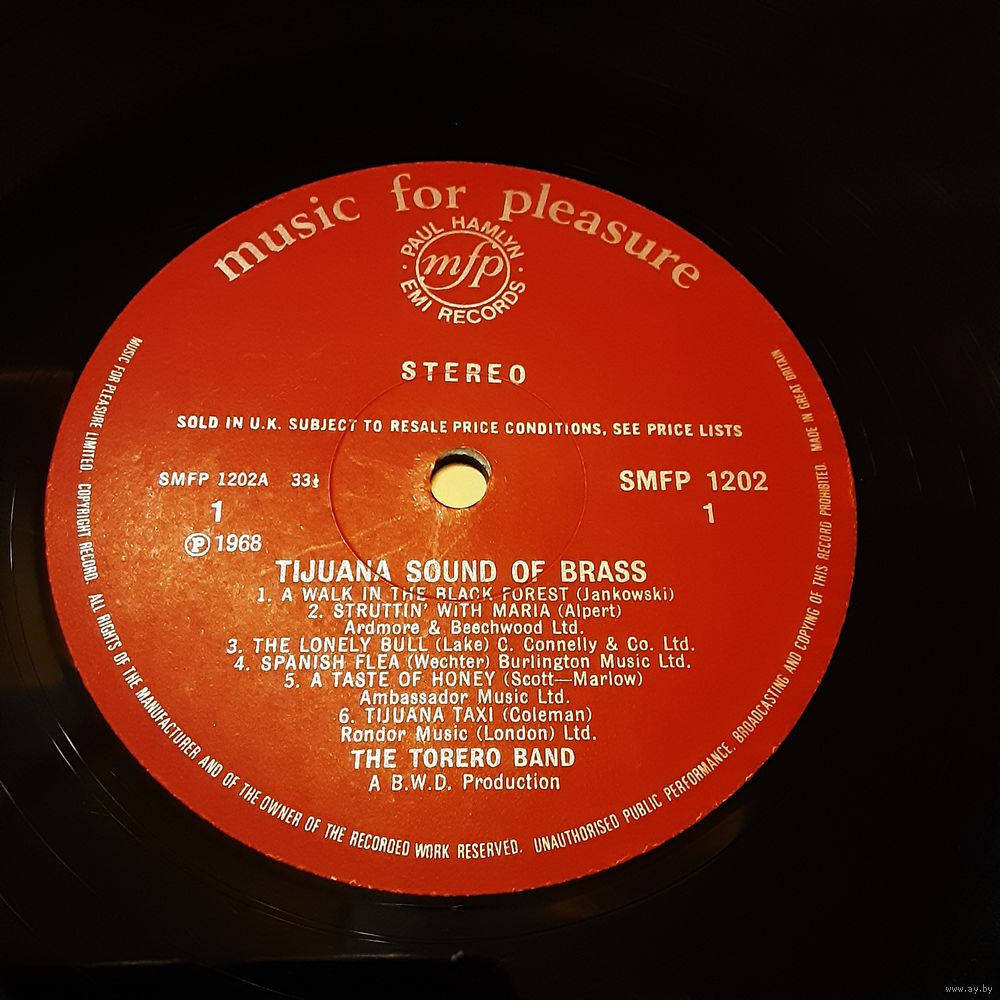 music for pleasure
PAUL HAMLYN
mfp
EMI RECORDS
STEREO
SOLD IN U.K. SUBJECT TO RESALE PRICE CONDITIONS, SEE PRICE LISTS
SMFP 1202A 33⅓
SMFP 1202
1
1
Ⓟ 1968
TIJUANA SOUND OF BRASS
1. A WALK IN THE BLACK FOREST (Jankowski)
2. STRUTTIN' WITH MARIA (Alpert)
Ardmore & Beechwood Ltd.
3. THE LONELY BULL (Lake) C. Connelly & Co. Ltd.
4. SPANISH FLEA (Wechter) Burlington Music Ltd.
5. A TASTE OF HONEY (Scott—Marlow)
Ambassador Music Ltd.
6. TIJUANA TAXI (Coleman)
Rondor Music (London) Ltd.
THE TORERO BAND
A B.W.D. Production
MUSIC FOR PLEASURE LIMITED. COPYRIGHT RECORD. ALL RIGHTS OF THE MANUFACTURER AND OF THE OWNER OF THE RECORDED WORK RESERVED. UNAUTHORISED PUBLIC PERFORMANCE, BROADCASTING AND COPYING OF THIS RECORD PROHIBITED. MADE IN GREAT BRITAIN
www.ay.by